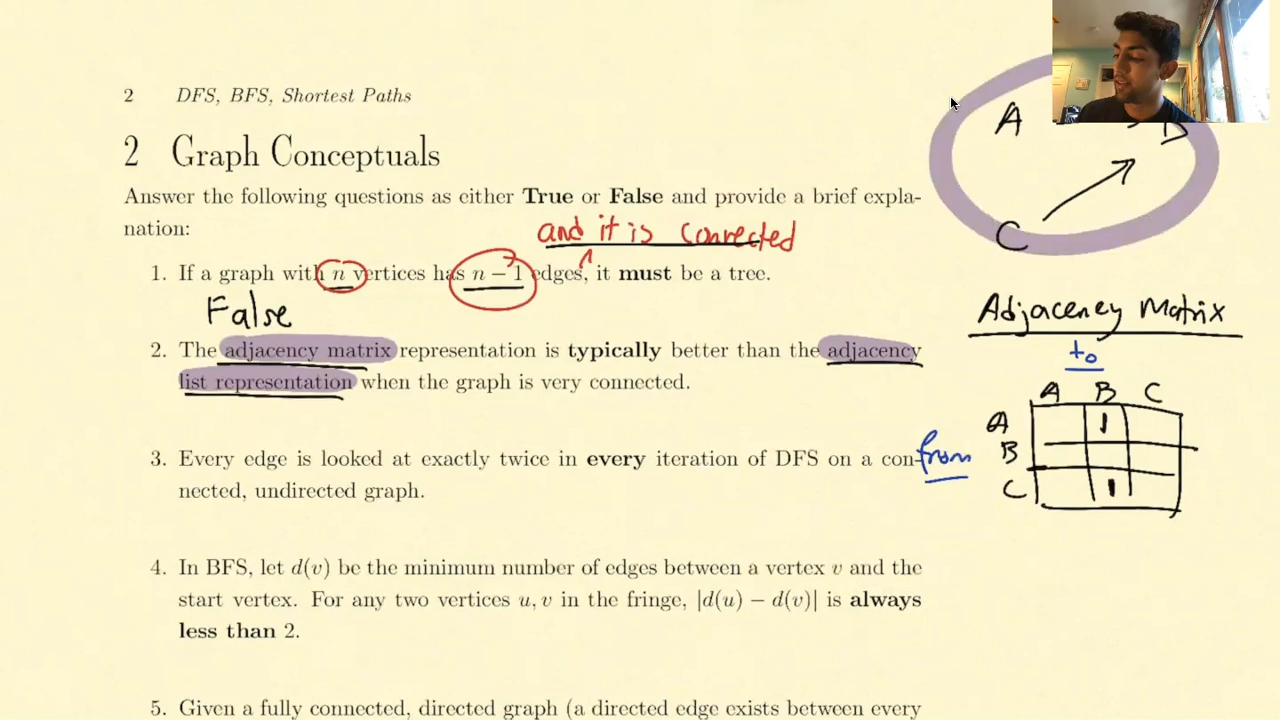 2 DFS, BFS, Shortest Paths
2 Graph Conceptuals
Answer the following questions as either True or False and provide a brief expla-
nation:
and it is connected
1. If a graph with n vertices has n − 1 edges, it must be a tree.
False
2. The adjacency matrix representation is typically better than the adjacency
list representation when the graph is very connected.
3. Every edge is looked at exactly twice in every iteration of DFS on a con-
nected, undirected graph.
4. In BFS, let d(v) be the minimum number of edges between a vertex v and the
start vertex. For any two vertices u, v in the fringe, |d(u) − d(v)| is always
less than 2.
5. Given a fully connected, directed graph (a directed edge exists between every
A B
C
Adjacency Matrix
to
A B C
A 1
from
B
C 1